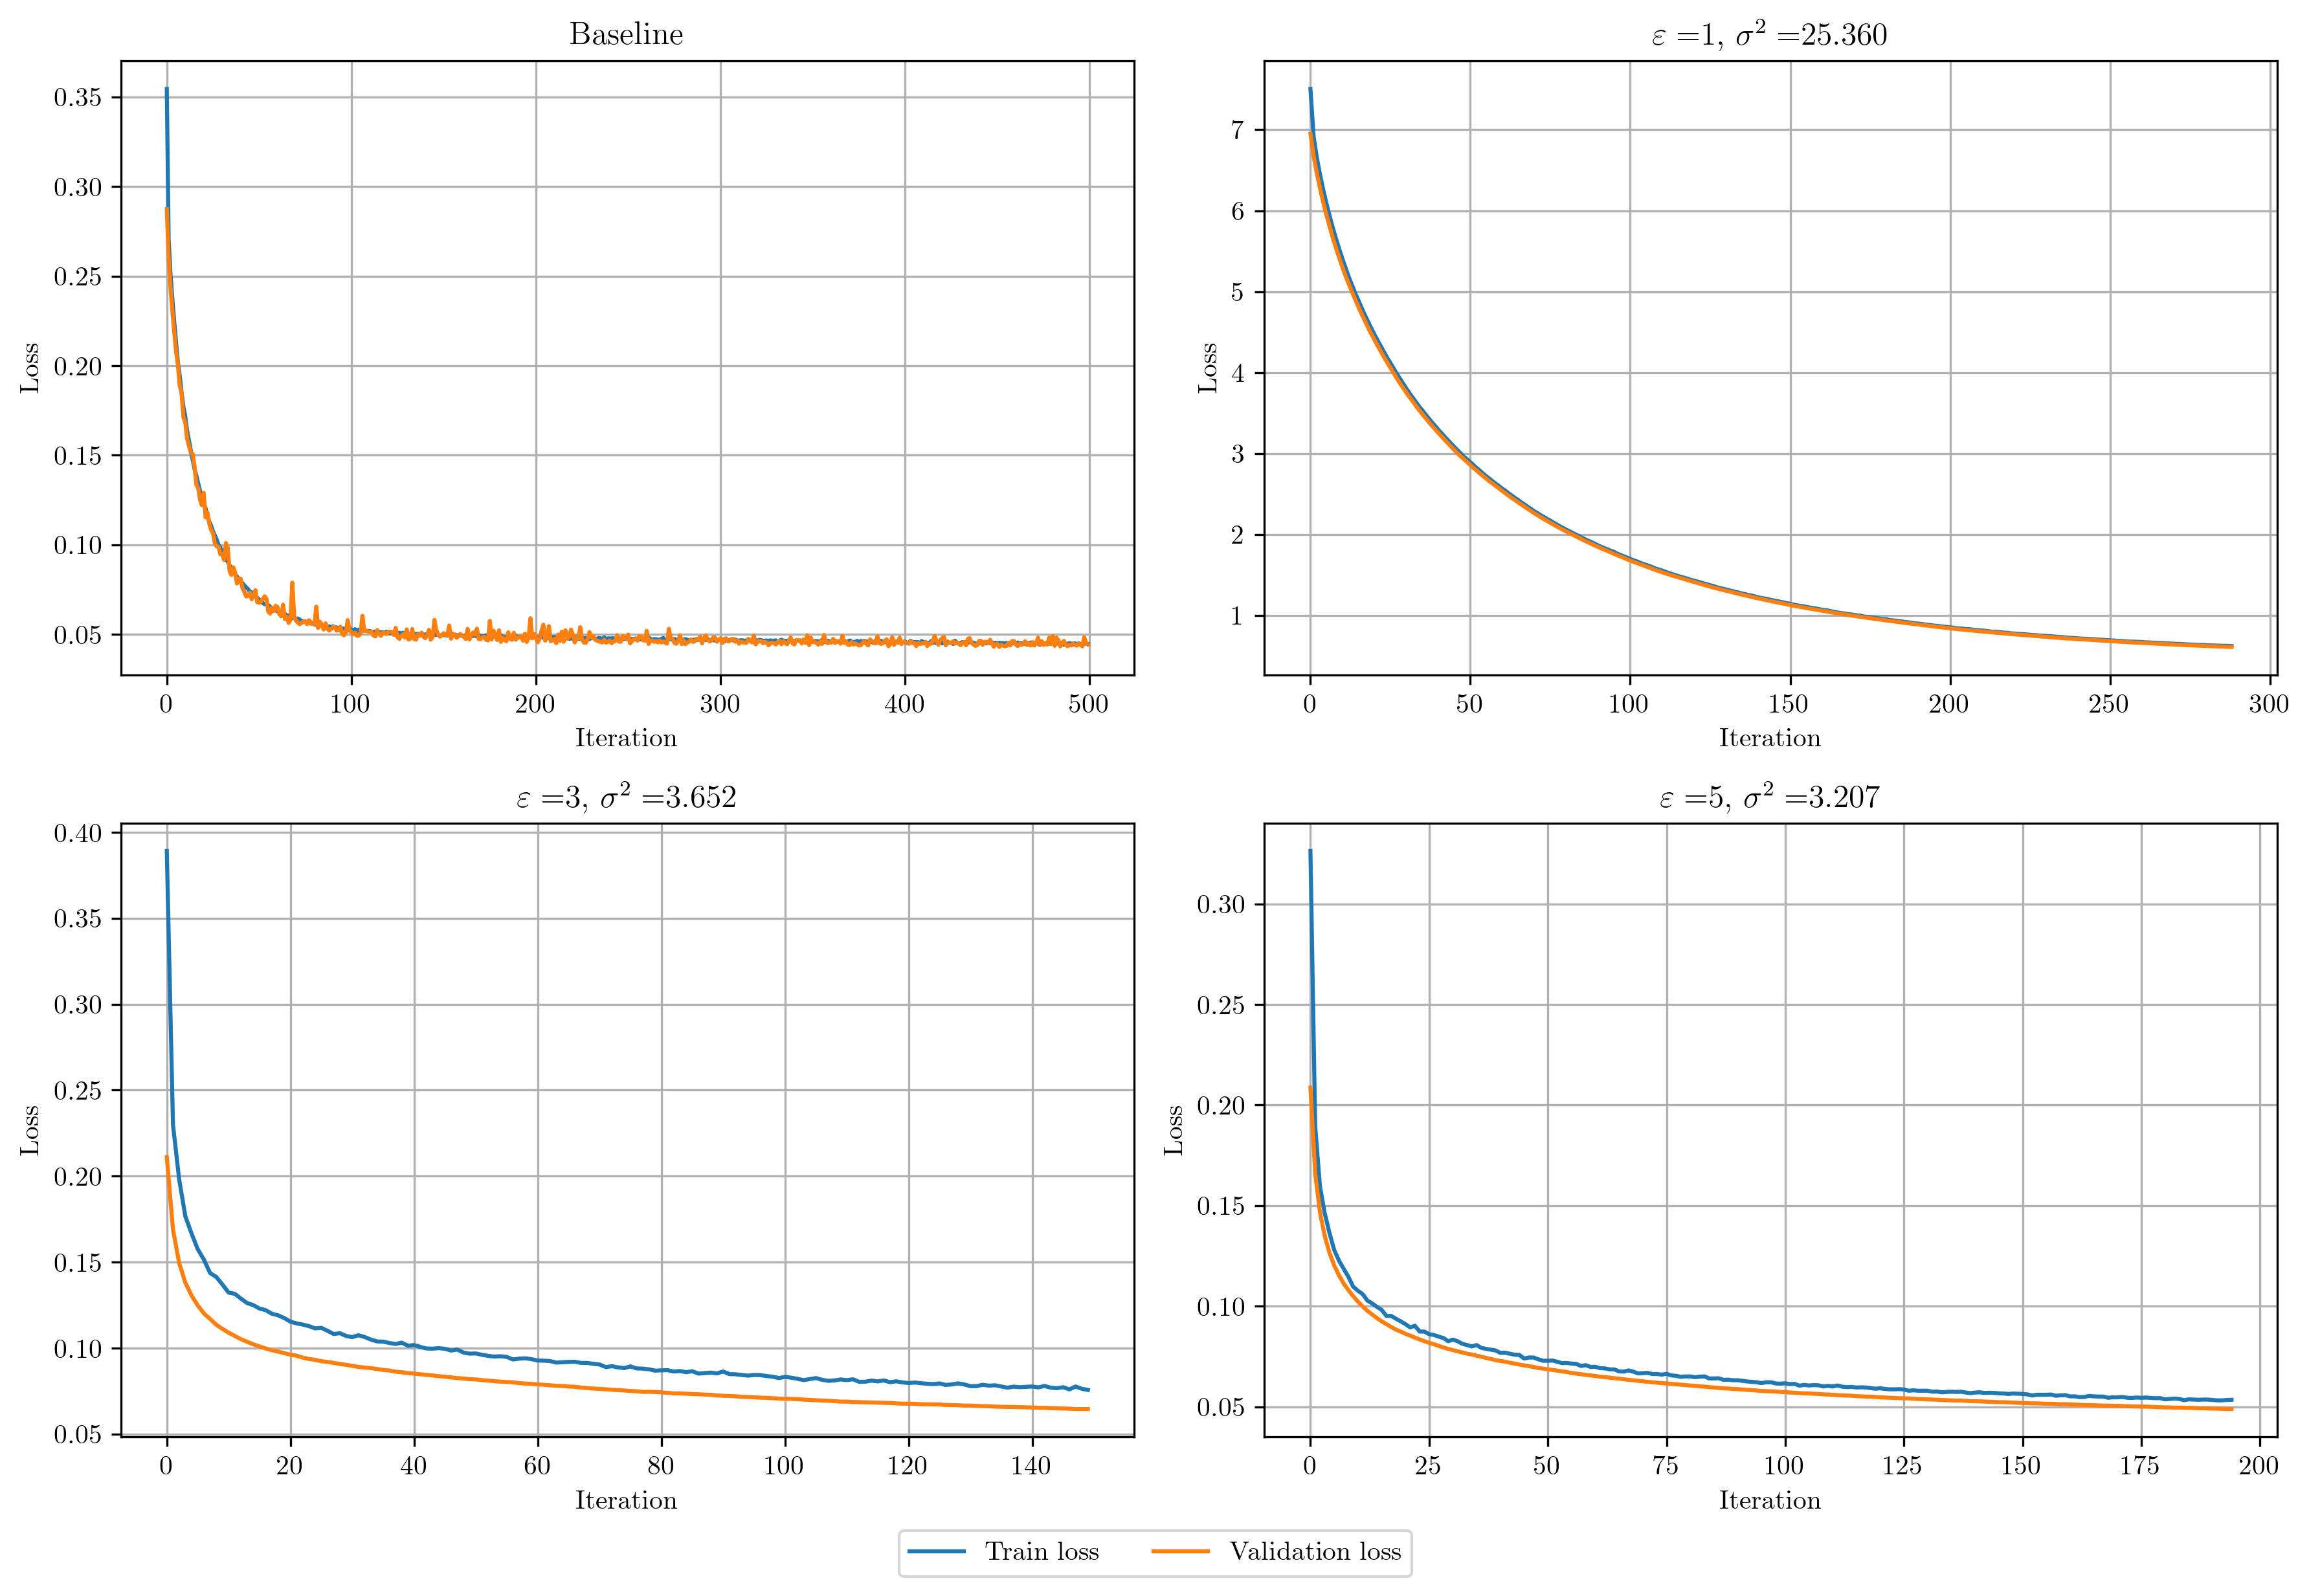 Baseline
0.35
0.30
0.25
0.20
0.15
0.10
0.05
Loss
0 100 200 300 400 500
Iteration
ε =1, σ² =25.360
7
6
5
4
3
2
1
Loss
0 50 100 150 200 250 300
Iteration
ε =3, σ² =3.652
0.40
0.35
0.30
0.25
0.20
0.15
0.10
0.05
Loss
0 20 40 60 80 100 120 140
Iteration
ε =5, σ² =3.207
0.30
0.25
0.20
0.15
0.10
0.05
Loss
0 25 50 75 100 125 150 175 200
Iteration
Train loss Validation loss